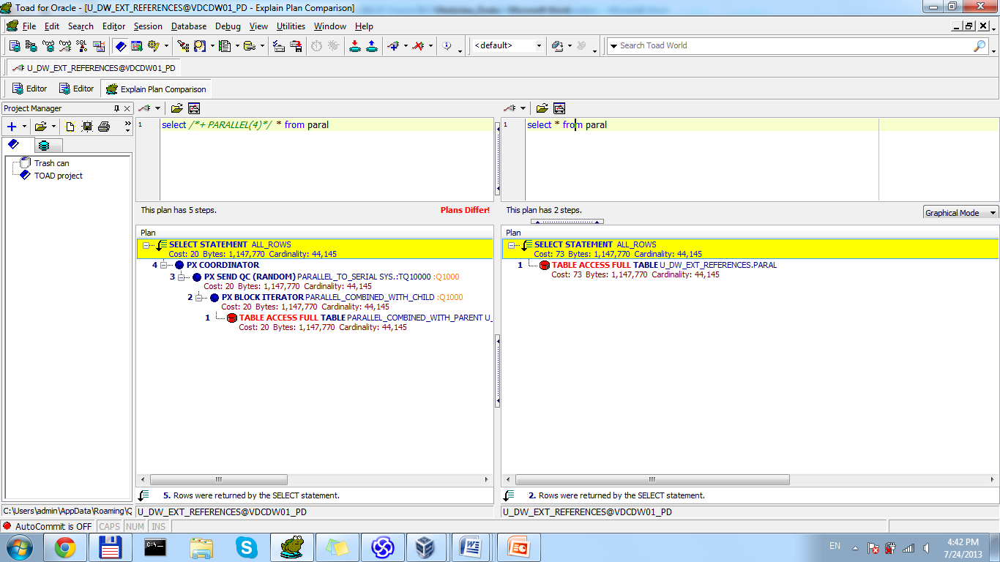 Toad for Oracle - [U_DW_EXT_REFERENCES@VDCDW01_PD - Explain Plan Comparison]
File Edit Search Editor Session Database Debug View Utilities Window Help
SQL <default> Search Toad World
U_DW_EXT_REFERENCES@VDCDW01_PD
Editor Editor Explain Plan Comparison
Project Manager
Trash can
TOAD project
C:\Users\admin\AppData\Roaming\Q
1 select /*+ PARALLEL(4)*/ * from paral
This plan has 5 steps. Plans Differ!
Plan
SELECT STATEMENT ALL_ROWS
Cost: 20 Bytes: 1,147,770 Cardinality: 44,145
4 PX COORDINATOR
3 PX SEND QC (RANDOM) PARALLEL_TO_SERIAL SYS.:TQ10000 :Q1000
Cost: 20 Bytes: 1,147,770 Cardinality: 44,145
2 PX BLOCK ITERATOR PARALLEL_COMBINED_WITH_CHILD :Q1000
Cost: 20 Bytes: 1,147,770 Cardinality: 44,145
1 TABLE ACCESS FULL TABLE PARALLEL_COMBINED_WITH_PARENT U_
Cost: 20 Bytes: 1,147,770 Cardinality: 44,145
5. Rows were returned by the SELECT statement.
U_DW_EXT_REFERENCES@VDCDW01_PD
1 select * from paral
This plan has 2 steps.
Graphical Mode
Plan
SELECT STATEMENT ALL_ROWS
Cost: 73 Bytes: 1,147,770 Cardinality: 44,145
1 TABLE ACCESS FULL TABLE U_DW_EXT_REFERENCES.PARAL
Cost: 73 Bytes: 1,147,770 Cardinality: 44,145
2. Rows were returned by the SELECT statement.
U_DW_EXT_REFERENCES@VDCDW01_PD
AutoCommit is OFF CAPS NUM INS
EN 4:42 PM
7/24/2013